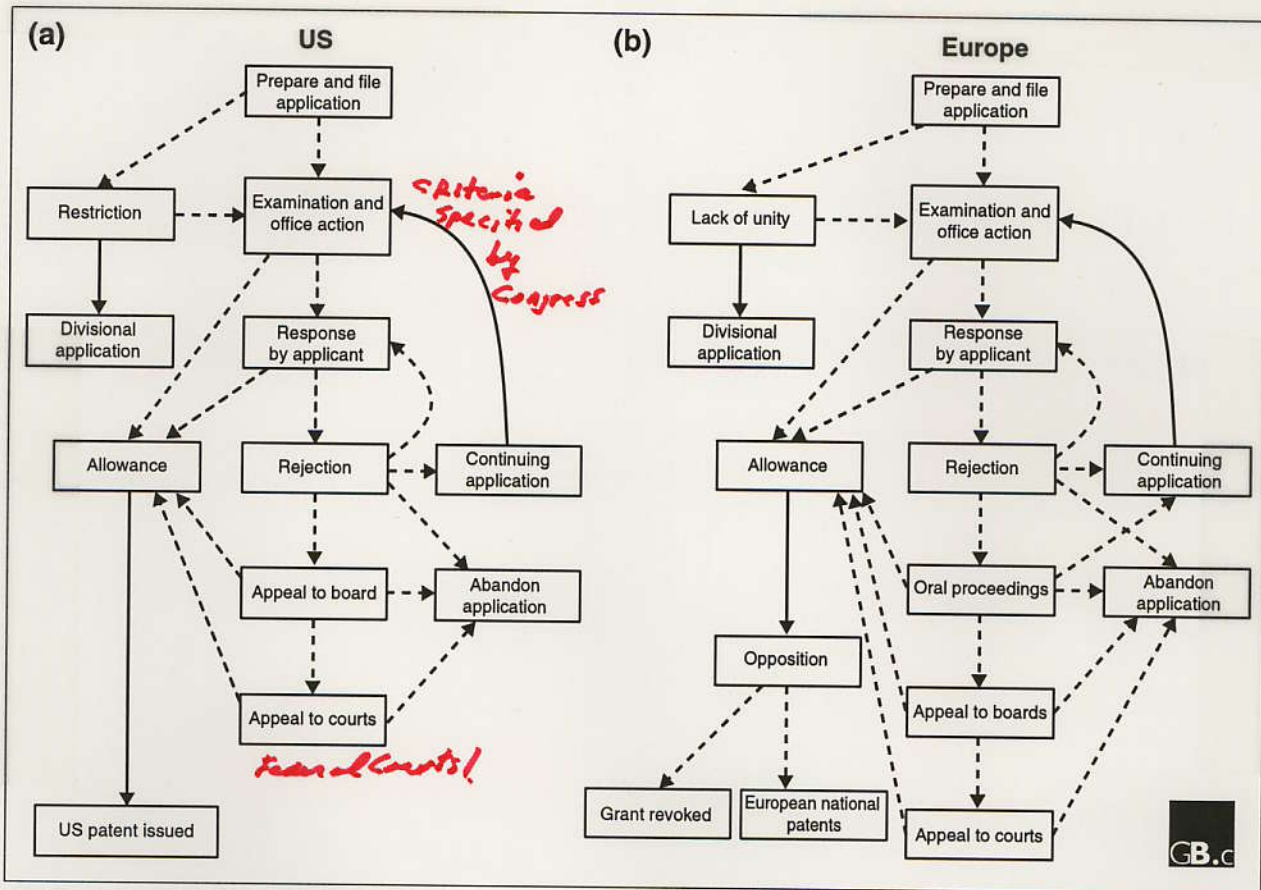 (a)
US
Prepare and file
application
Restriction
Examination and
office action
criteria
specified
by
Congress
Divisional
application
Response
by applicant
Allowance
Rejection
Continuing
application
Appeal to board
Abandon
application
Appeal to courts
Federal Courts!
US patent issued
(b)
Europe
Prepare and file
application
Lack of unity
Examination and
office action
Divisional
application
Response
by applicant
Allowance
Rejection
Continuing
application
Oral proceedings
Abandon
application
Opposition
Appeal to boards
Grant revoked
European national
patents
Appeal to courts
GB.c